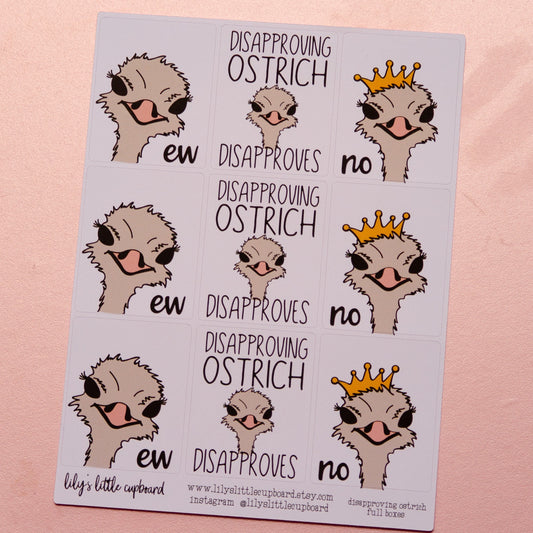 DISAPPROVING
OSTRICH
DISAPPROVES
ew
no
DISAPPROVING
OSTRICH
DISAPPROVES
ew
no
DISAPPROVING
OSTRICH
DISAPPROVES
ew
no
lily's little cupboard
www.lilyslittlecupboard.etsy.com
instagram @lilyslittlecupboard
disapproving ostrich
full boxes